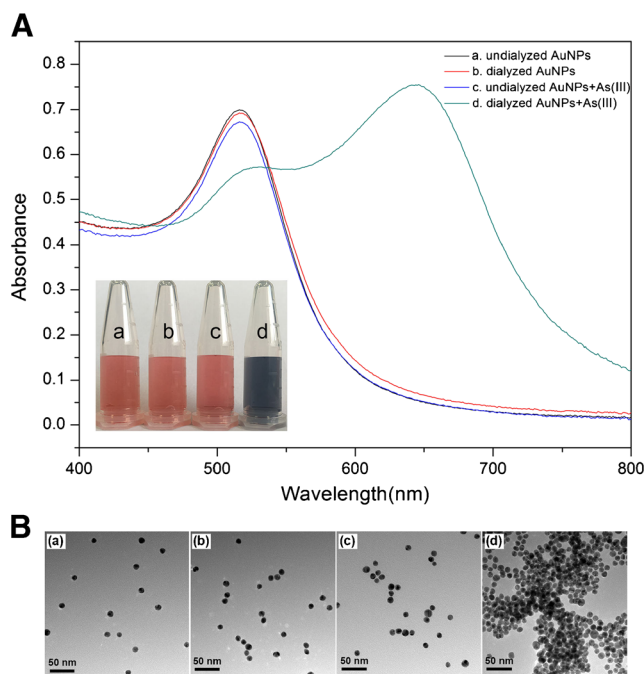 A
a. undialyzed AuNPs
b. dialyzed AuNPs
c. undialyzed AuNPs+As(III)
d. dialyzed AuNPs+As(III)
0.8
0.7
0.6
0.5
0.4
0.3
0.2
0.1
0.0
Absorbance
a b c d
400 500 600 700 800
Wavelength(nm)
B
(a) (b) (c) (d)
50 nm 50 nm 50 nm 50 nm